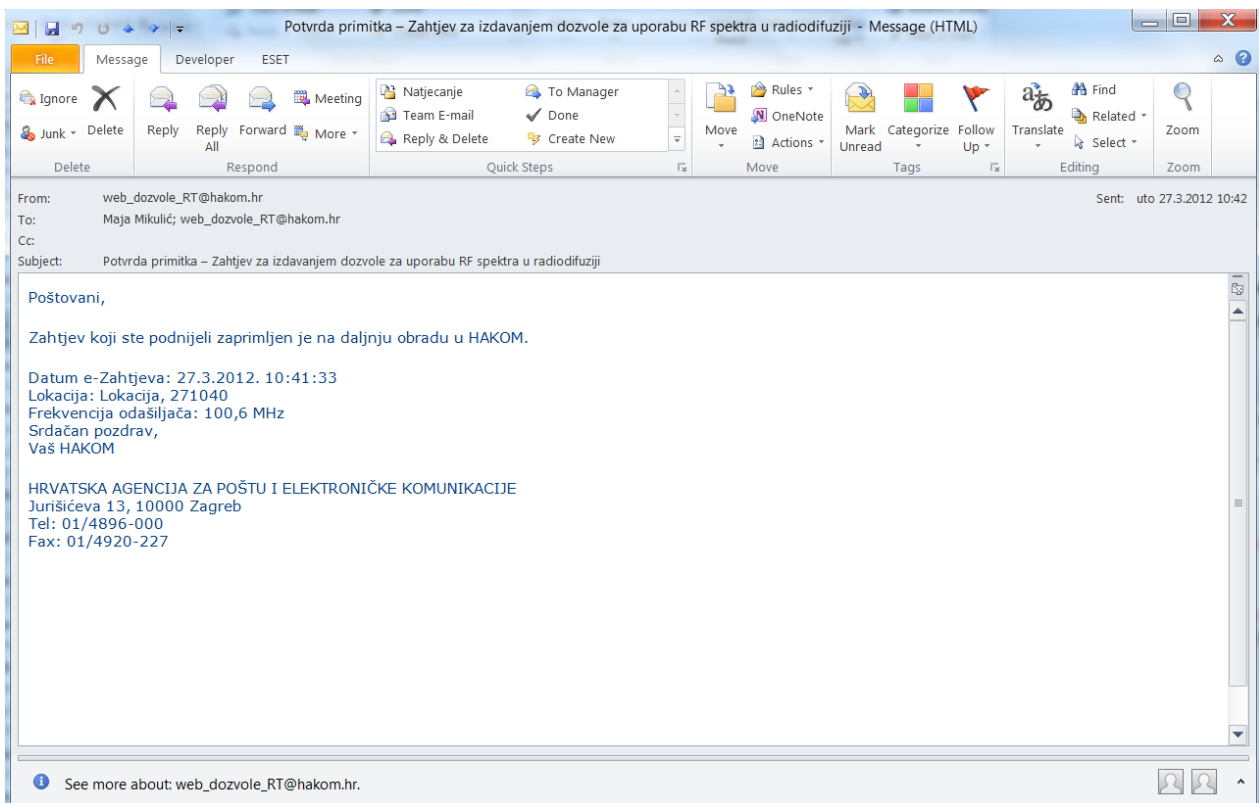 Potvrda primitka – Zahtjev za izdavanjem dozvole za uporabu RF spektra u radiodifuziji - Message (HTML)
File Message Developer ESET
Ignore
Junk
Delete
Delete
Reply
Reply All
Forward
Meeting
More
Respond
Natjecanje
Team E-mail
Reply & Delete
To Manager
Done
Create New
Quick Steps
Move
Rules
OneNote
Actions
Move
Mark Unread
Categorize
Follow Up
Tags
Translate
Find
Related
Select
Editing
Zoom
Zoom
From: web_dozvole_RT@hakom.hr
Sent: uto 27.3.2012 10:42
To: Maja Mikulić; web_dozvole_RT@hakom.hr
Cc:
Subject: Potvrda primitka – Zahtjev za izdavanjem dozvole za uporabu RF spektra u radiodifuziji
Poštovani,
Zahtjev koji ste podnijeli zaprimljen je na daljnju obradu u HAKOM.
Datum e-Zahtjeva: 27.3.2012. 10:41:33
Lokacija: Lokacija, 271040
Frekvencija odašiljača: 100,6 MHz
Srdačan pozdrav,
Vaš HAKOM
HRVATSKA AGENCIJA ZA POŠTU I ELEKTRONIČKE KOMUNIKACIJE
Jurišićeva 13, 10000 Zagreb
Tel: 01/4896-000
Fax: 01/4920-227
See more about: web_dozvole_RT@hakom.hr.